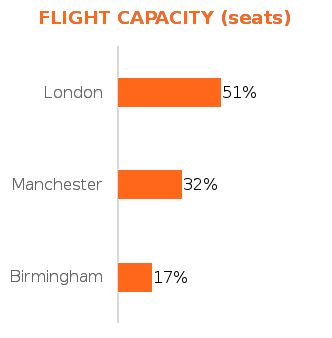 FLIGHT CAPACITY (seats)
London 51%
Manchester 32%
Birmingham 17%